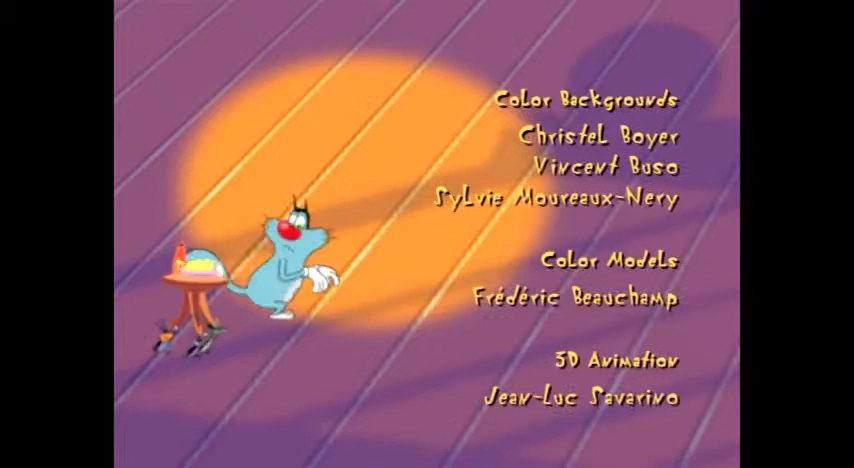 Color Backgrounds
Christel Boyer
Vincent Buso
Sylvie Moureaux-Nery
Color Models
Frédéric Beauchamp
3D Animation
Jean-Luc Savarino